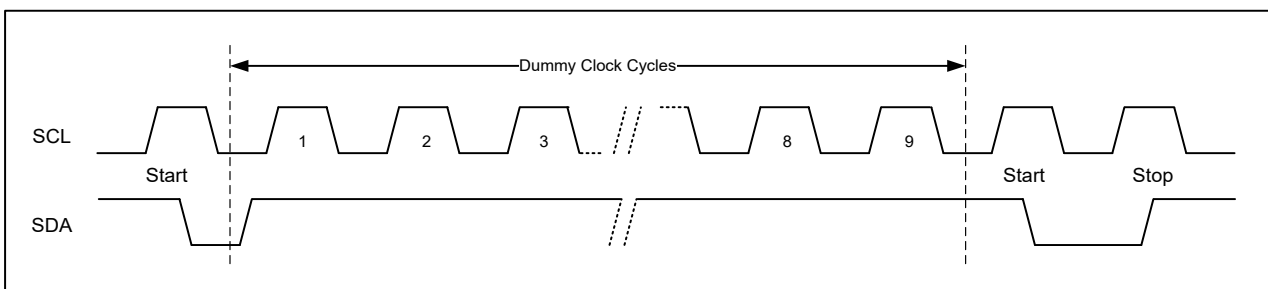 Dummy Clock Cycles
SCL
1 2 3 8 9
Start Start Stop
SDA